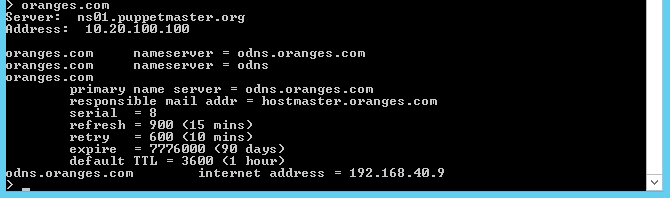 > oranges.com
Server:  ns01.puppetmaster.org
Address:  10.20.100.100
oranges.com     nameserver = odns.oranges.com
oranges.com     nameserver = odns
oranges.com
        primary name server = odns.oranges.com
        responsible mail addr = hostmaster.oranges.com
        serial  = 8
        refresh = 900 (15 mins)
        retry   = 600 (10 mins)
        expire  = 7776000 (90 days)
        default TTL = 3600 (1 hour)
odns.oranges.com        internet address = 192.168.40.9
> _